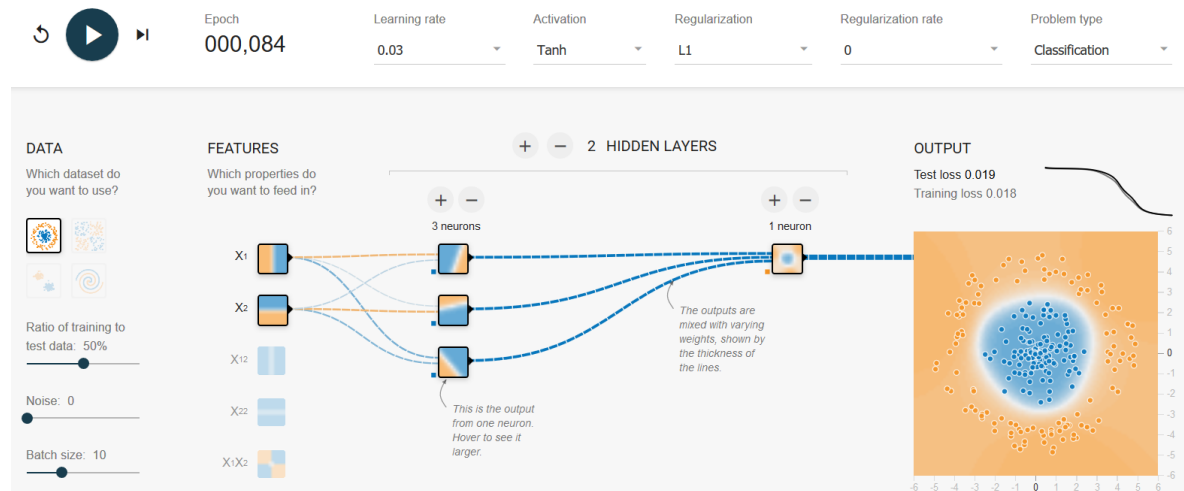 Epoch
000,084
Learning rate
0.03
Activation
Tanh
Regularization
L1
Regularization rate
0
Problem type
Classification
DATA
Which dataset do
you want to use?
Ratio of training to
test data: 50%
Noise: 0
Batch size: 10
FEATURES
Which properties do
you want to feed in?
X1
X2
X12
X22
X1X2
+ − 2 HIDDEN LAYERS
+ −
3 neurons
+ −
1 neuron
This is the output
from one neuron.
Hover to see it
larger.
The outputs are
mixed with varying
weights, shown by
the thickness of
the lines.
OUTPUT
Test loss 0.019
Training loss 0.018
6
5
4
3
2
1
0
-1
-2
-3
-4
-5
-6
-6 -5 -4 -3 -2 -1 0 1 2 3 4 5 6